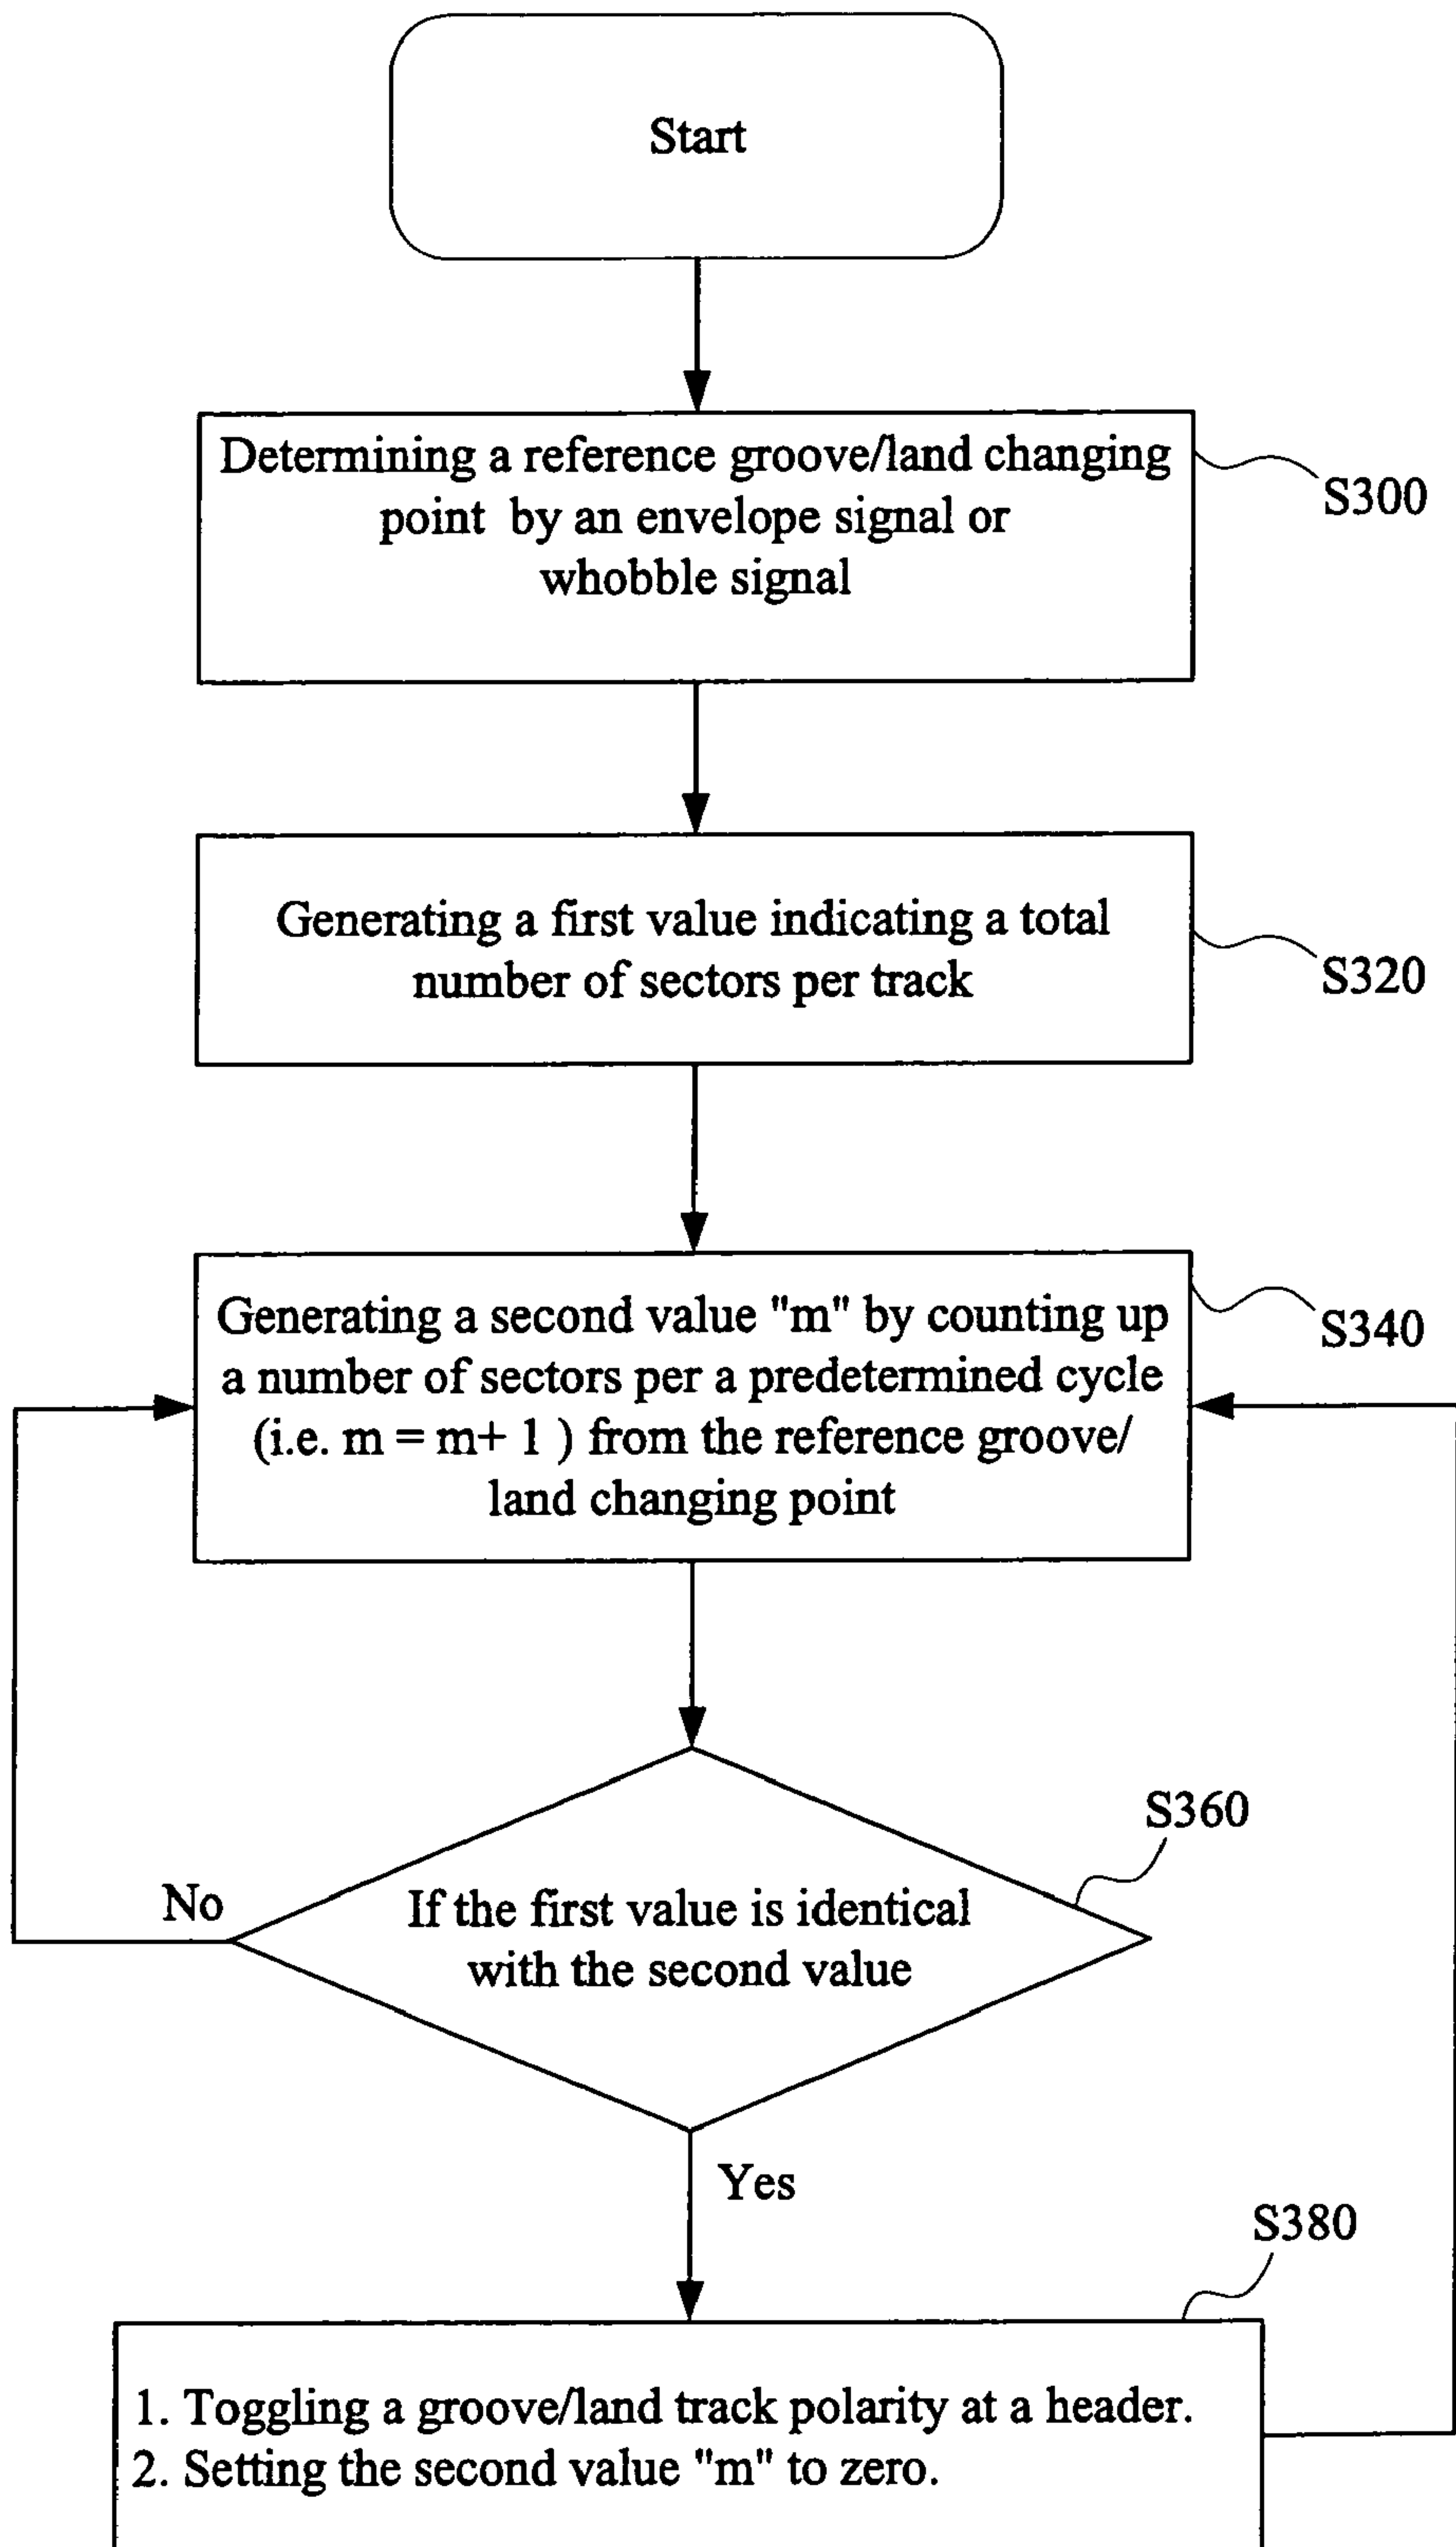 Start
Determining a reference groove/land changing
point by an envelope signal or
whobble signal
S300
Generating a first value indicating a total
number of sectors per track
S320
Generating a second value "m" by counting up
a number of sectors per a predetermined cycle
(i.e. m = m+ 1 ) from the reference groove/
land changing point
S340
S360
If the first value is identical
with the second value
No
Yes
S380
1. Toggling a groove/land track polarity at a header.
2. Setting the second value "m" to zero.